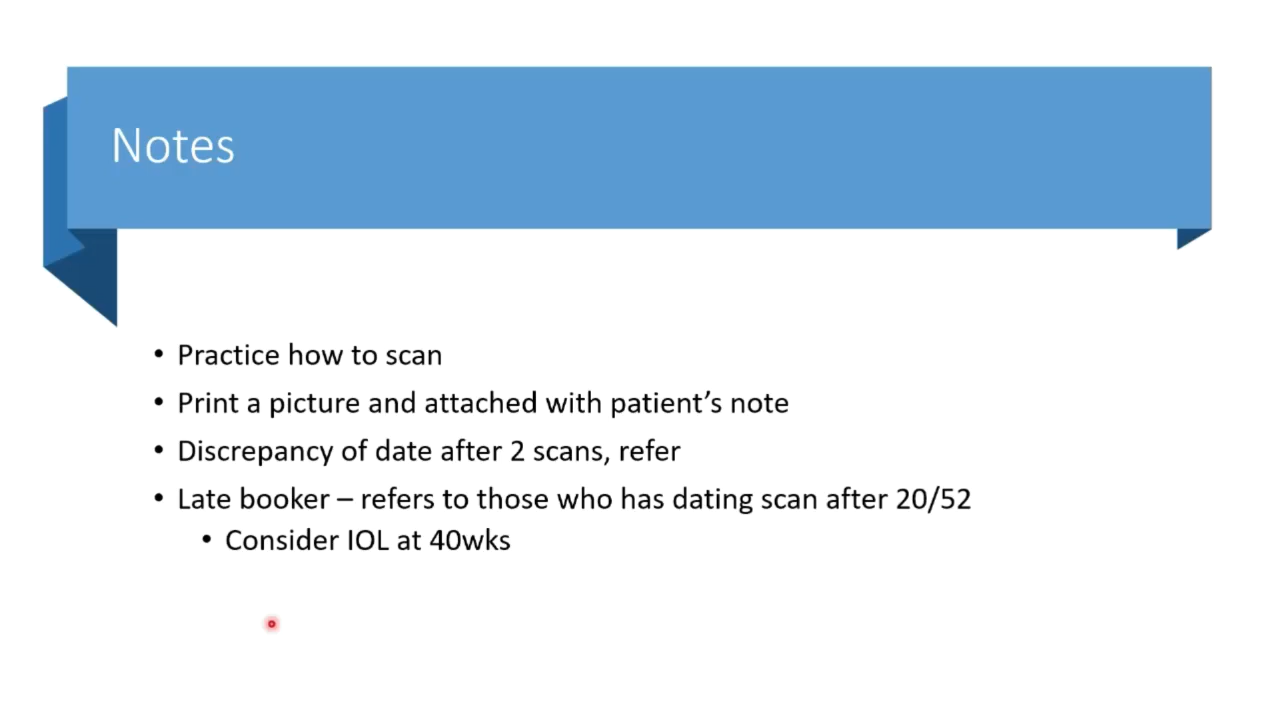 Notes
• Practice how to scan
• Print a picture and attached with patient’s note
• Discrepancy of date after 2 scans, refer
• Late booker – refers to those who has dating scan after 20/52
• Consider IOL at 40wks